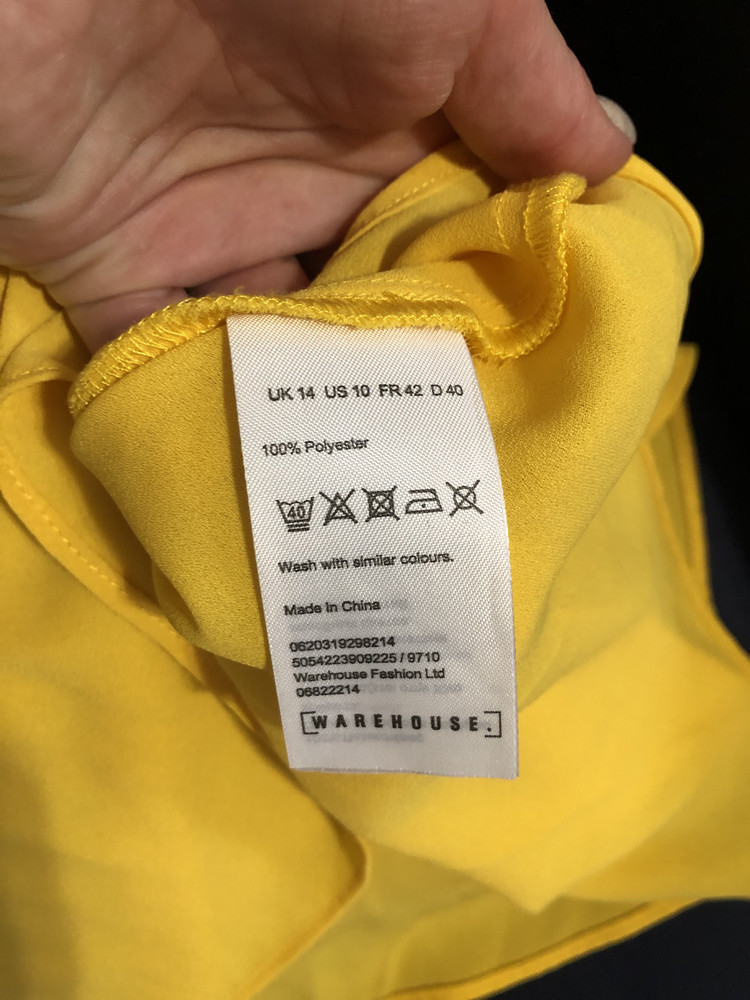 UK 14 US 10 FR 42 D 40
100% Polyester
40
Wash with similar colours.
Made In China
0620319298214
5054223909225 / 9710
Warehouse Fashion Ltd
06822214
[WAREHOUSE.]